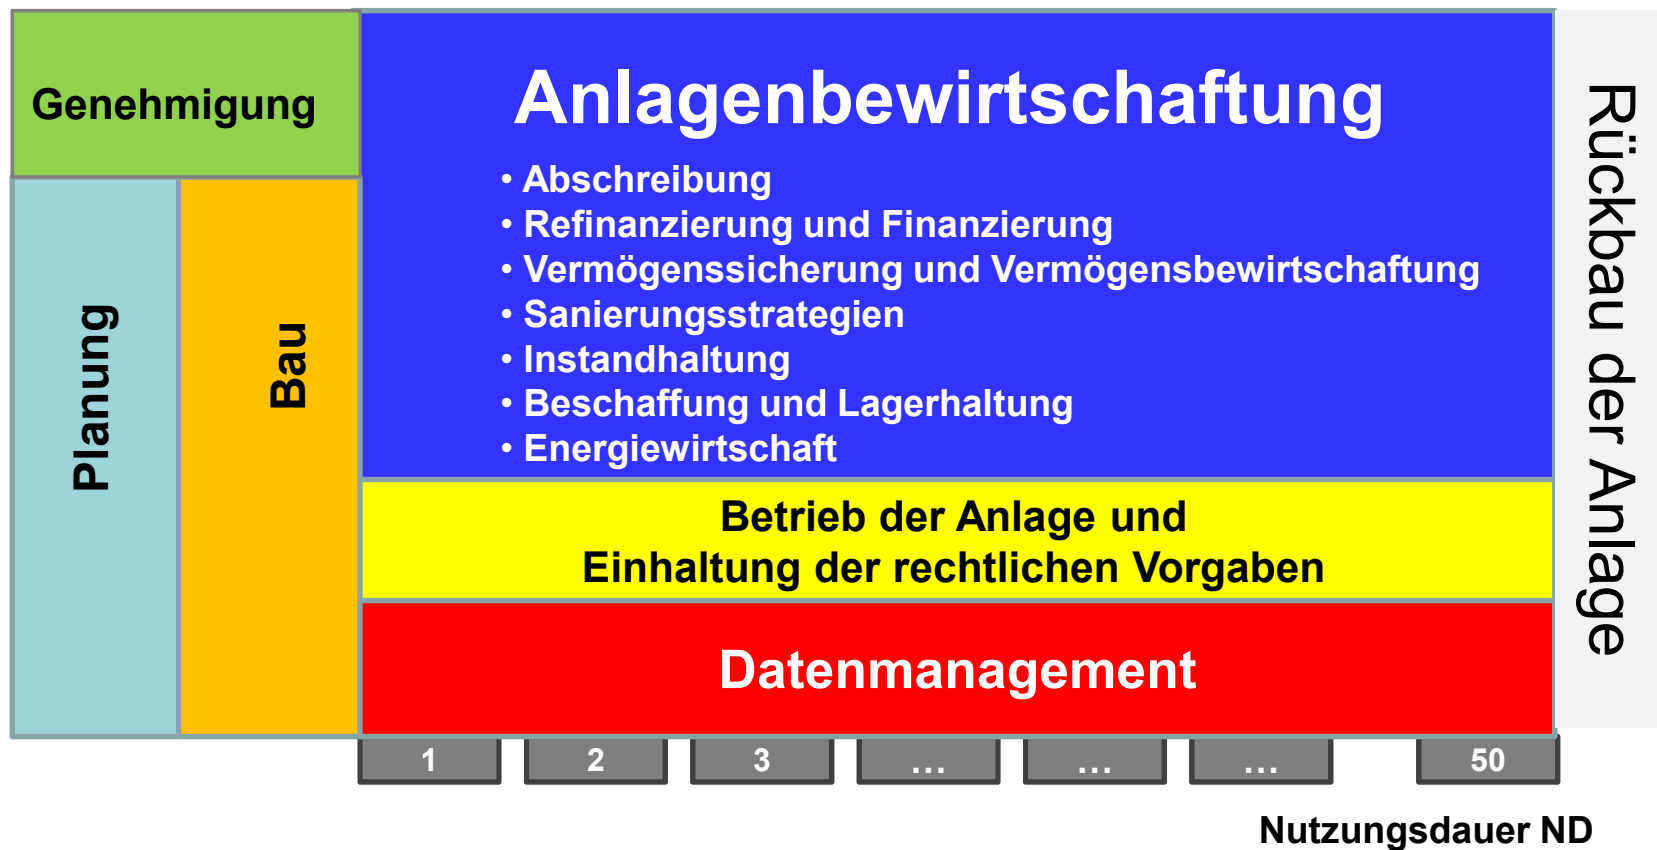 Genehmigung
Planung
Bau
Anlagenbewirtschaftung
• Abschreibung
• Refinanzierung und Finanzierung
• Vermögenssicherung und Vermögensbewirtschaftung
• Sanierungsstrategien
• Instandhaltung
• Beschaffung und Lagerhaltung
• Energiewirtschaft
Betrieb der Anlage und
Einhaltung der rechtlichen Vorgaben
Datenmanagement
Rückbau der Anlage
1 2 3 ... ... ... 50
Nutzungsdauer ND